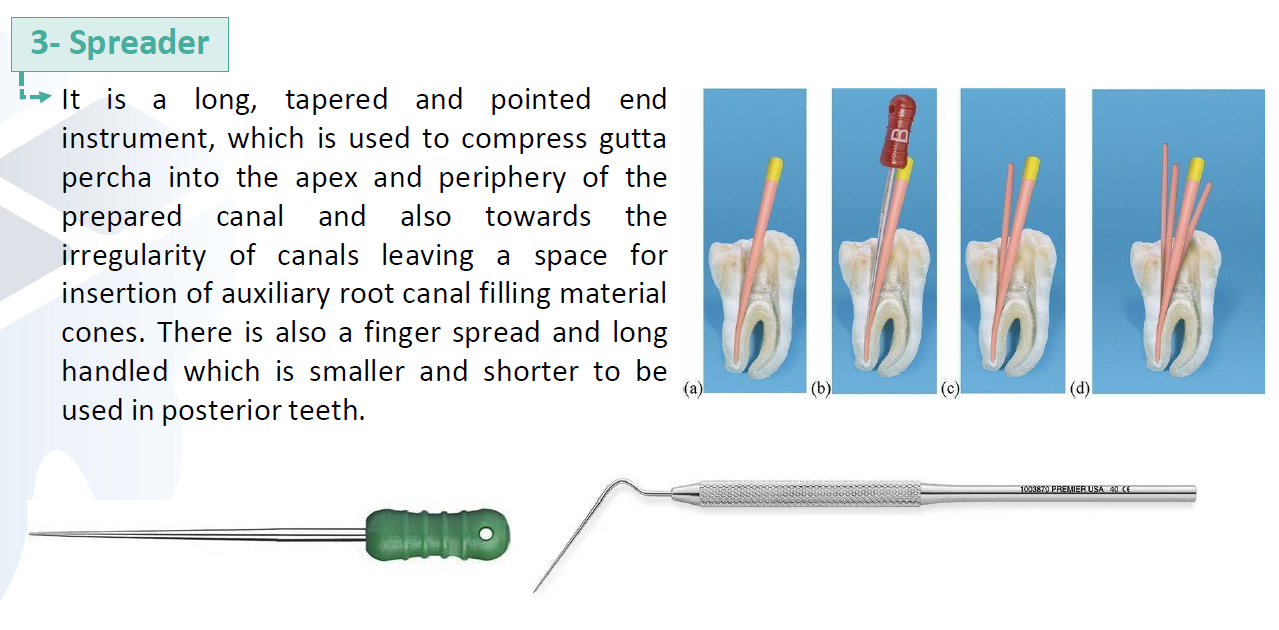 3- Spreader
It is a long, tapered and pointed end
instrument, which is used to compress gutta
percha into the apex and periphery of the
prepared canal and also towards the
irregularity of canals leaving a space for
insertion of auxiliary root canal filling material
cones. There is also a finger spread and long
handled which is smaller and shorter to be
used in posterior teeth.
B
(a) (b) (c) (d)
1003870 PREMIER USA 40 CE